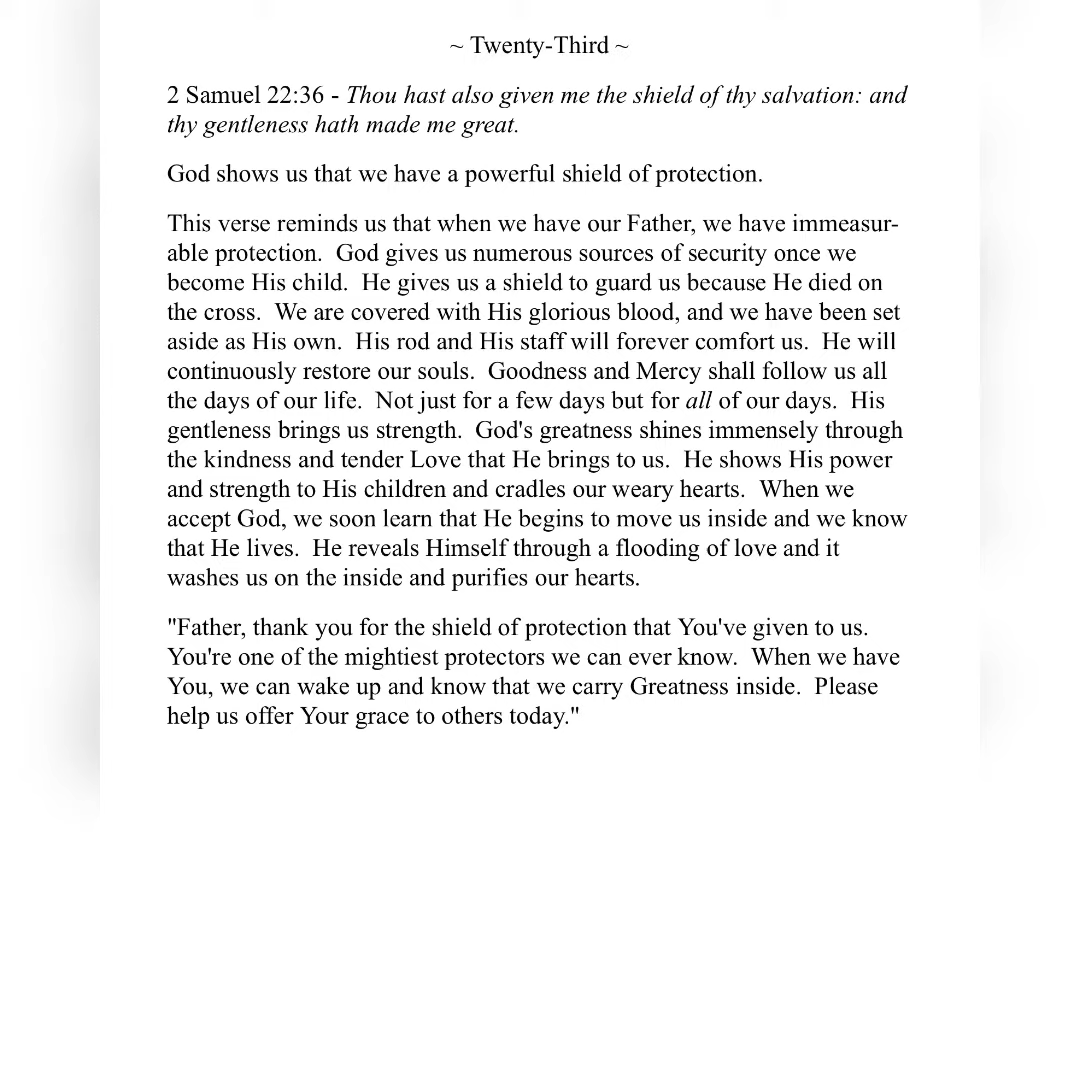 ~ Twenty-Third ~
2 Samuel 22:36 - Thou hast also given me the shield of thy salvation: and
thy gentleness hath made me great.
God shows us that we have a powerful shield of protection.
This verse reminds us that when we have our Father, we have immeasur-
able protection.  God gives us numerous sources of security once we
become His child.  He gives us a shield to guard us because He died on
the cross.  We are covered with His glorious blood, and we have been set
aside as His own.  His rod and His staff will forever comfort us.  He will
continuously restore our souls.  Goodness and Mercy shall follow us all
the days of our life.  Not just for a few days but for all of our days.  His
gentleness brings us strength.  God's greatness shines immensely through
the kindness and tender Love that He brings to us.  He shows His power
and strength to His children and cradles our weary hearts.  When we
accept God, we soon learn that He begins to move us inside and we know
that He lives.  He reveals Himself through a flooding of love and it
washes us on the inside and purifies our hearts.
"Father, thank you for the shield of protection that You've given to us.
You're one of the mightiest protectors we can ever know.  When we have
You, we can wake up and know that we carry Greatness inside.  Please
help us offer Your grace to others today."